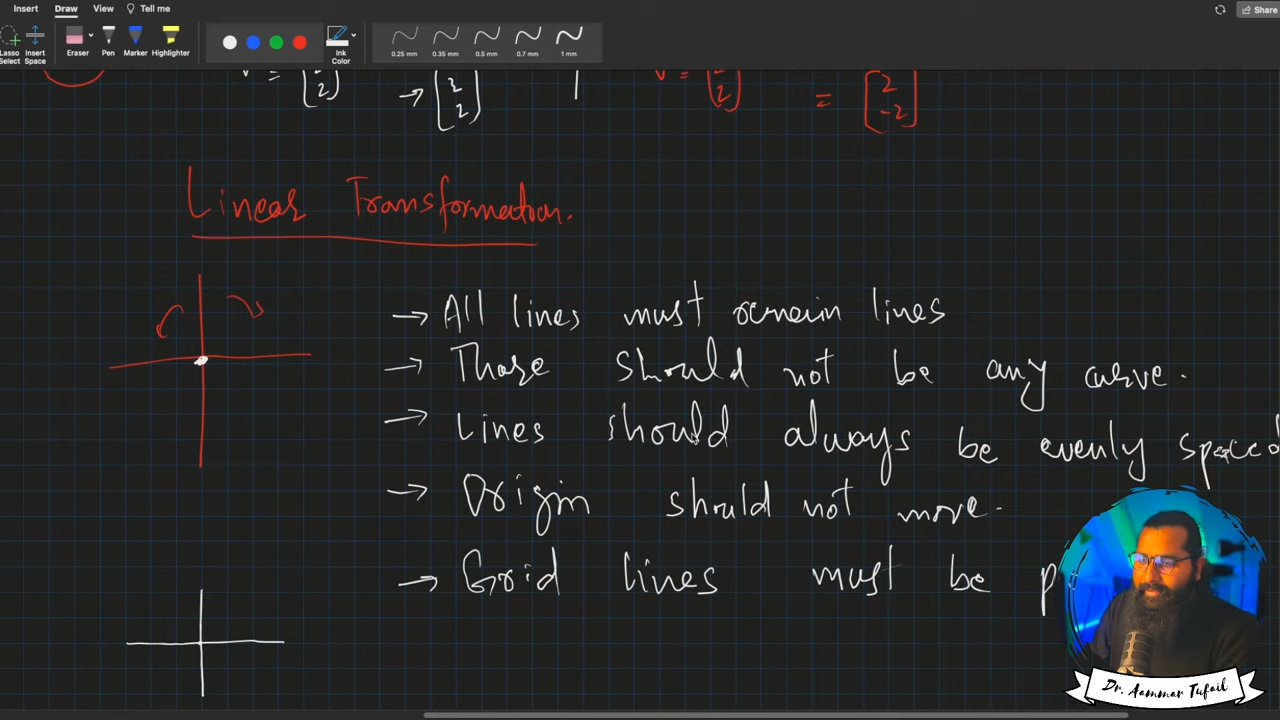 Insert Draw View Tell me
Share
Lasso Select Insert Space Eraser Pen Marker Highlighter Ink Color 0.25 mm 0.35 mm 0.5 mm 0.7 mm 1 mm
Linear Transformation.
→ All lines must remain lines
→ There should not be any curve.
→ Lines should always be evenly spaced
→ Origin should not move.
→ Grid lines must be
Dr. Aammar Tufail